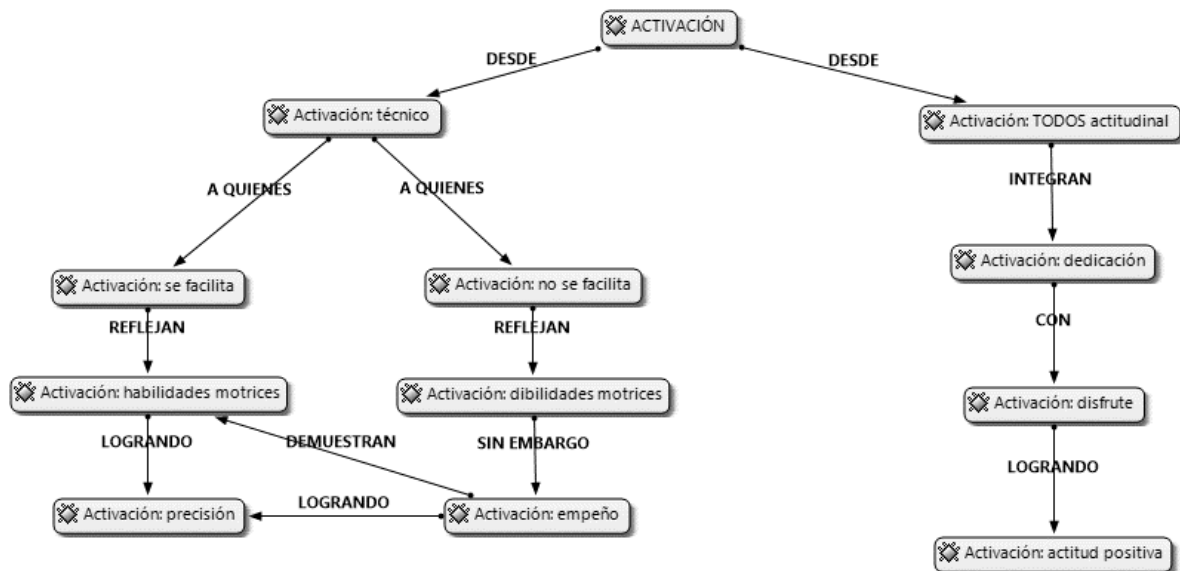 ACTIVACIÓN
DESDE
DESDE
Activación: técnico
Activación: TODOS actitudinal
A QUIENES
A QUIENES
INTEGRAN
Activación: dedicación
Activación: se facilita
Activación: no se facilita
REFLEJAN
REFLEJAN
CON
Activación: habilidades motrices
Activación: dibilidades motrices
Activación: disfrute
LOGRANDO
DEMUESTRAN
SIN EMBARGO
LOGRANDO
LOGRANDO
Activación: precisión
Activación: empeño
Activación: actitud positiva